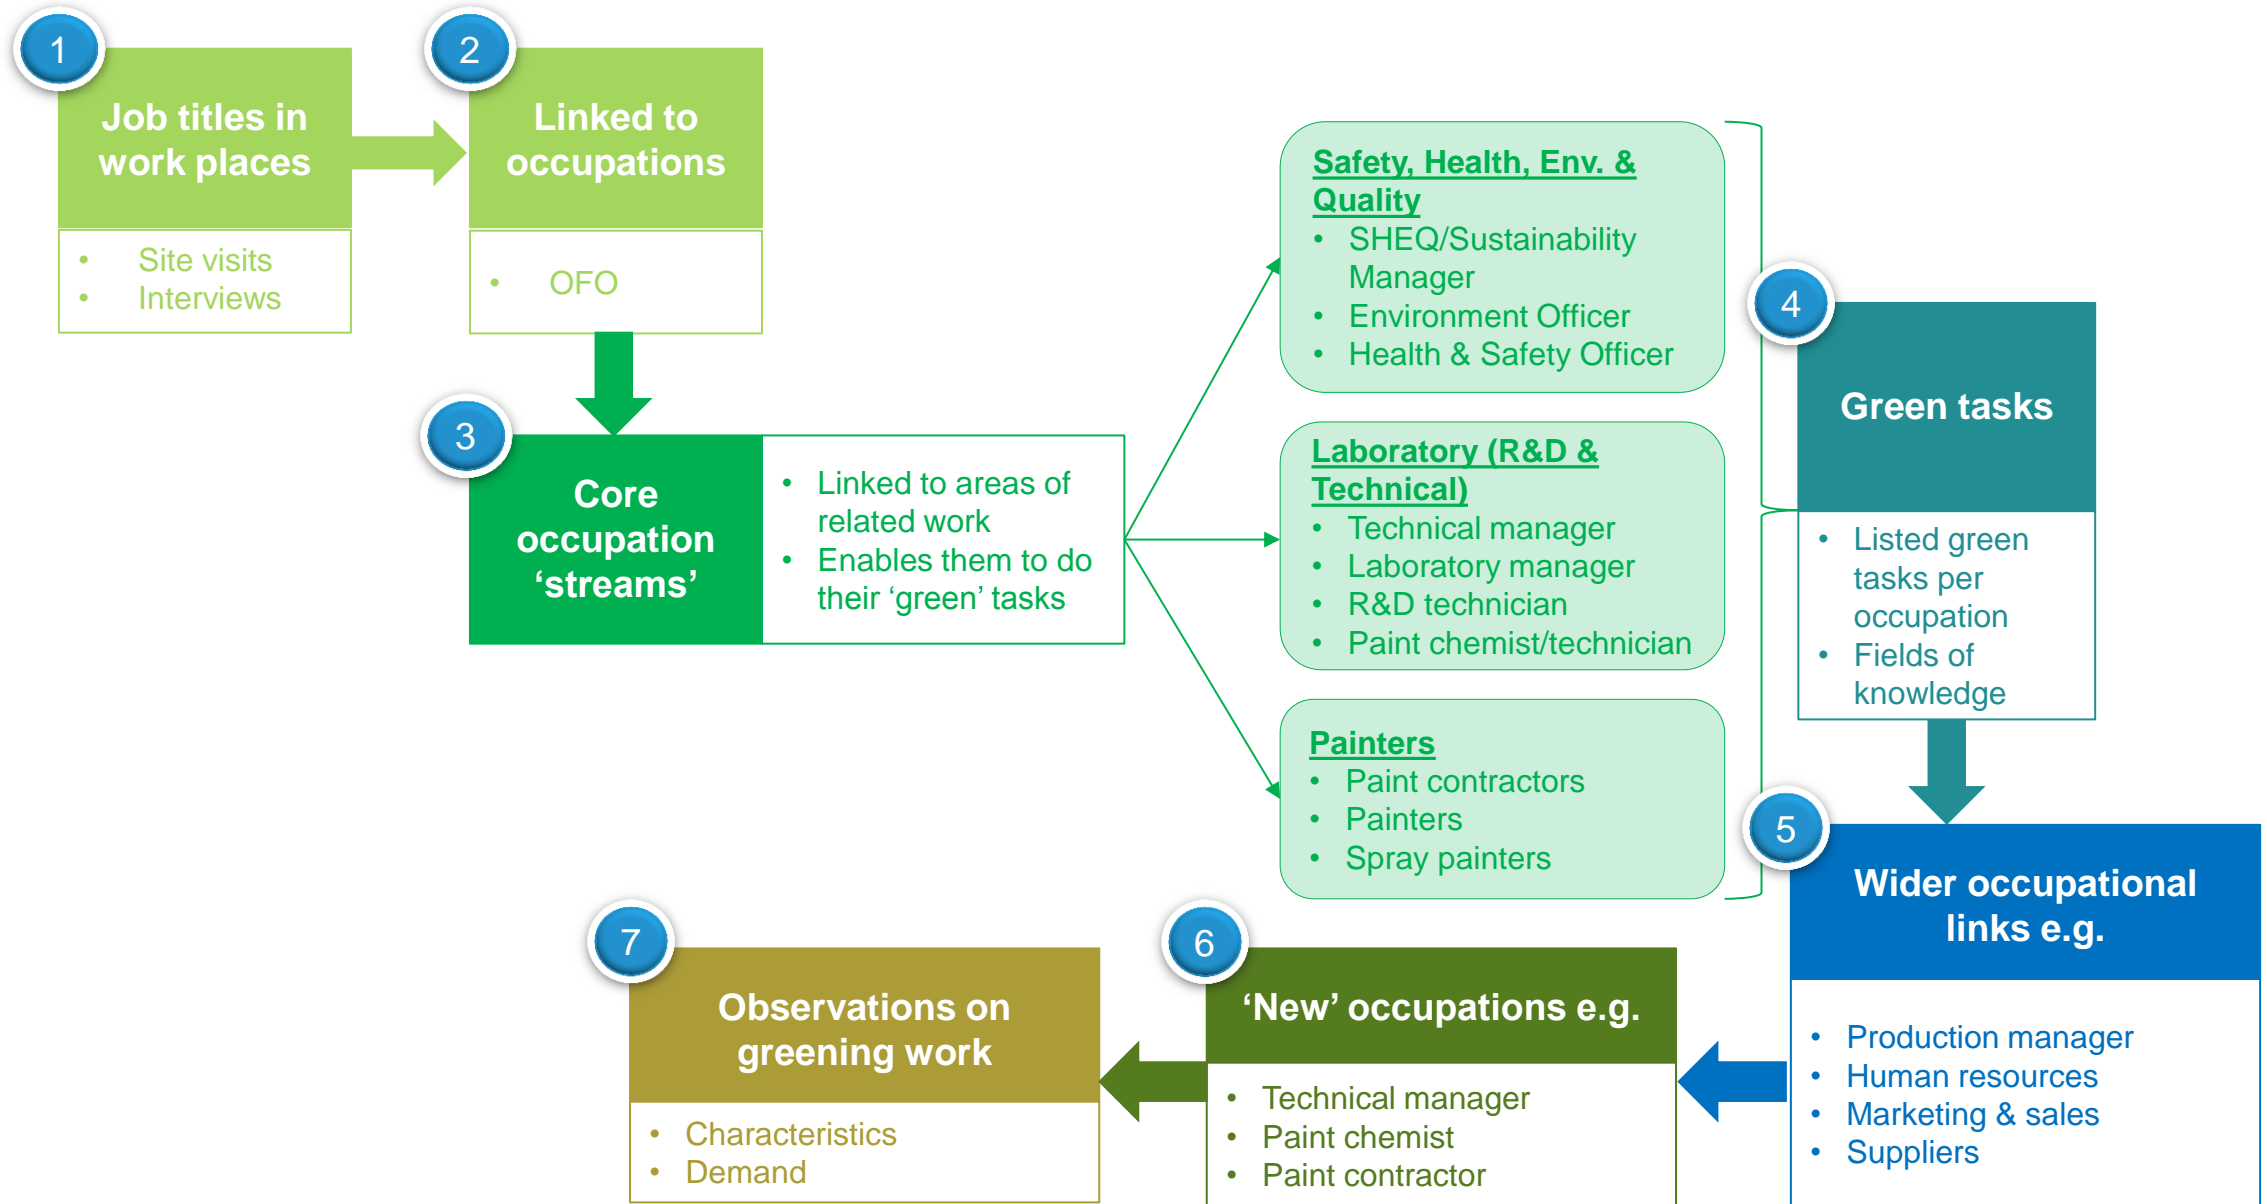 1
Job titles in
work places
• Site visits
• Interviews
2
Linked to
occupations
• OFO
3
Core
occupation
‘streams’
• Linked to areas of
related work
• Enables them to do
their ‘green’ tasks
Safety, Health, Env. &
Quality
• SHEQ/Sustainability
Manager
• Environment Officer
• Health & Safety Officer
Laboratory (R&D &
Technical)
• Technical manager
• Laboratory manager
• R&D technician
• Paint chemist/technician
Painters
• Paint contractors
• Painters
• Spray painters
4
Green tasks
• Listed green
tasks per
occupation
• Fields of
knowledge
5
Wider occupational
links e.g.
• Production manager
• Human resources
• Marketing & sales
• Suppliers
6
‘New’ occupations e.g.
• Technical manager
• Paint chemist
• Paint contractor
7
Observations on
greening work
• Characteristics
• Demand